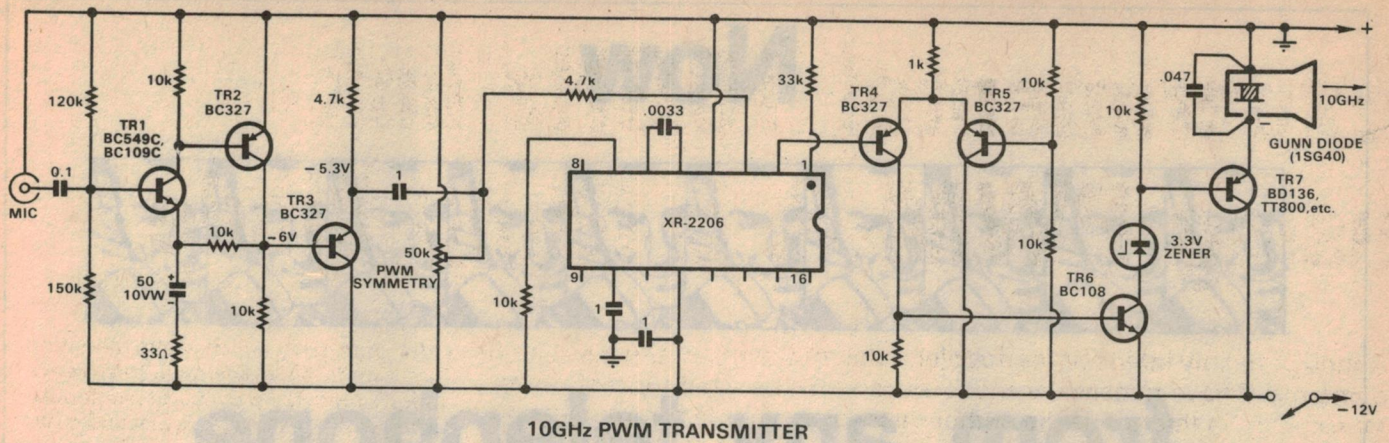 Now
120k
TR1
BC549C,
BC109C
0.1
MIC
150k
10k
TR2
BC327
10k
50
10VW
+
−
33Ω
−6V
10k
TR3
BC327
4.7k
−5.3V
1
PWM
SYMMETRY
50k
4.7k
10k
.0033
8
1
XR-2206
9
16
1
1
33k
TR4
BC327
1k
TR5
BC327
10k
10k
10k
TR6
BC108
10k
3.3V
ZENER
.047
−
10GHz
GUNN DIODE
(1SG40)
TR7
BD136,
TT800,etc.
+
−12V
10GHz PWM TRANSMITTER